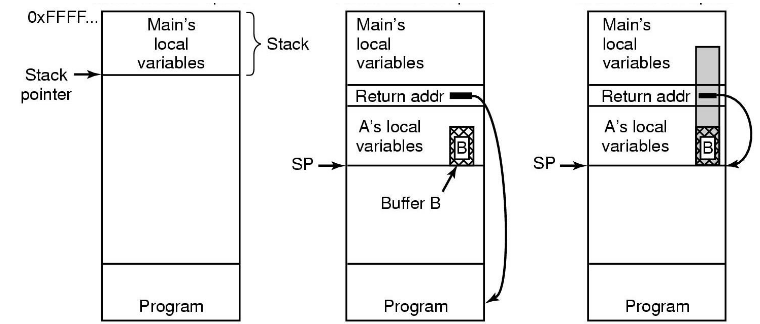 0xFFFF...
Main's
local
variables
Stack
Stack
pointer
Program
Main's
local
variables
Return addr
A's local
variables
B
SP
Buffer B
Program
Main's
local
variables
Return addr
A's local
variables
B
SP
Program